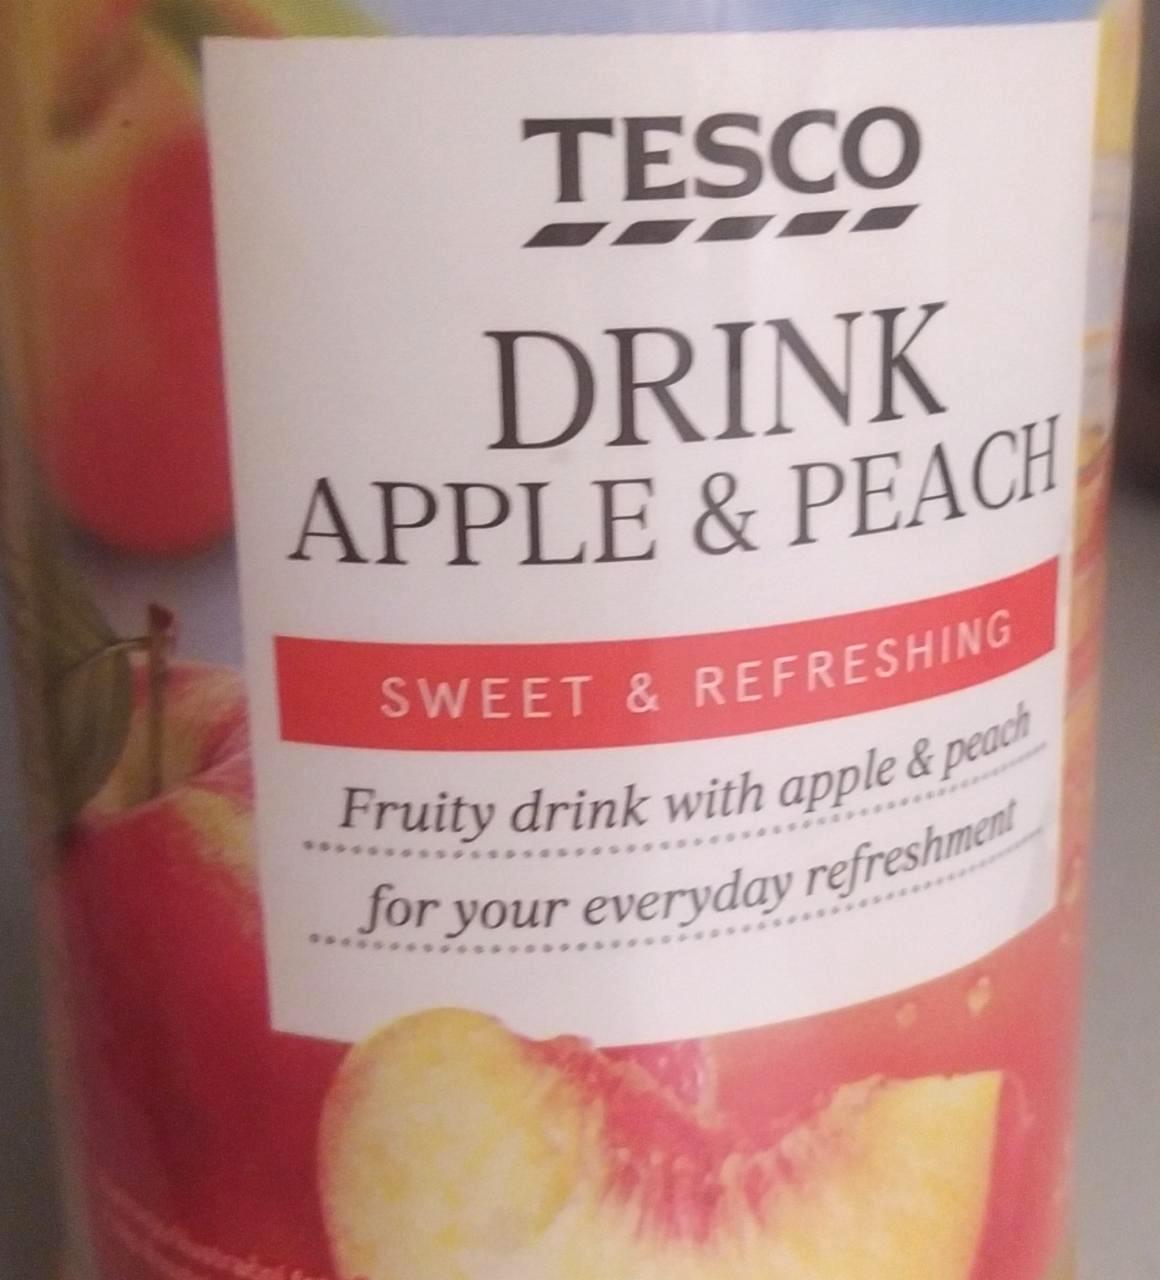 TESCO
DRINK
APPLE & PEACH
SWEET & REFRESHING
Fruity drink with apple & peach
for your everyday refreshment